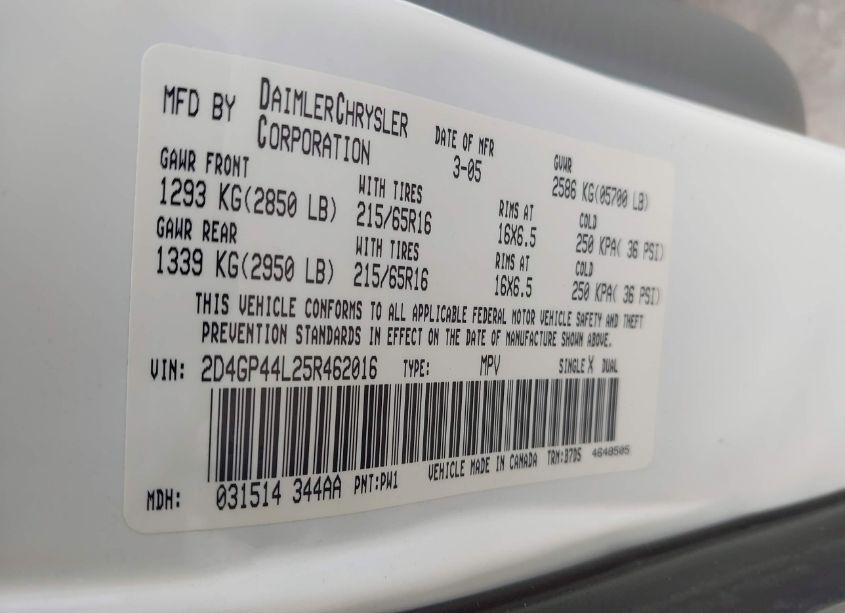 MFD BY DAIMLERCHRYSLER CORPORATION
DATE OF MFR 3-05
GVWR 2586 KG(05700 LB)
GAWR FRONT 1293 KG(2850 LB)
WITH TIRES 215/65R16
RIMS AT 16X6.5
COLD 250 KPA( 36 PSI)
GAWR REAR 1339 KG(2950 LB)
WITH TIRES 215/65R16
RIMS AT 16X6.5
COLD 250 KPA( 36 PSI)
THIS VEHICLE CONFORMS TO ALL APPLICABLE FEDERAL MOTOR VEHICLE SAFETY AND THEFT
PREVENTION STANDARDS IN EFFECT ON THE DATE OF MANUFACTURE SHOWN ABOVE.
VIN: 2D4GP44L25R462016 TYPE: MPV SINGLE X DUAL
MDH: 031514 344AA PNT:PW1 VEHICLE MADE IN CANADA TRM:B7D5 4640505